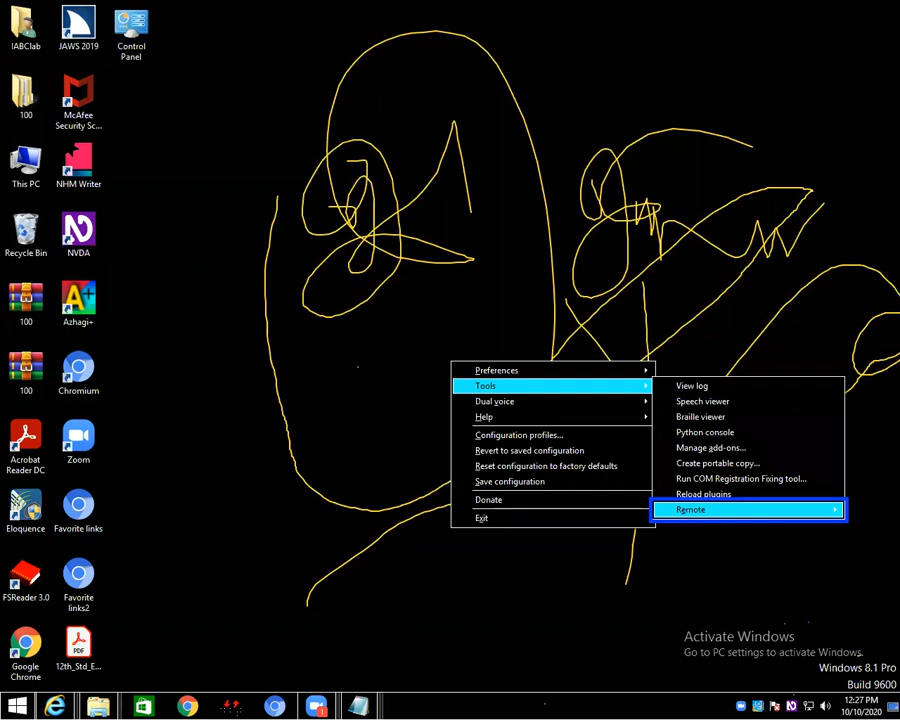 IABClab
JAWS 2019
Control
Panel
100
McAfee
Security Sc...
This PC
NHM Writer
Recycle Bin
NVDA
100
Azhagi+
100
Chromium
Acrobat
Reader DC
Zoom
Eloquence
Favorite links
FSReader 3.0
Favorite
links2
Google
Chrome
12th_Std_E...
Preferences
Tools
Dual voice
Help
Configuration profiles...
Revert to saved configuration
Reset configuration to factory defaults
Save configuration
Donate
Exit
View log
Speech viewer
Braille viewer
Python console
Manage add-ons...
Create portable copy...
Run COM Registration Fixing tool...
Reload plugins
Remote
Activate Windows
Go to PC settings to activate Windows.
Windows 8.1 Pro
Build 9600
12:27 PM
10/10/2020